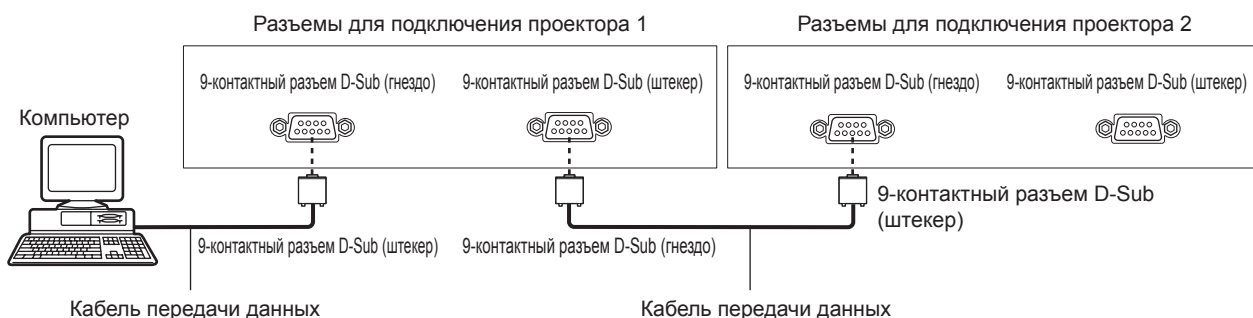 Разъемы для подключения проектора 1
Разъемы для подключения проектора 2
9-контактный разъем D-Sub (гнездо)
9-контактный разъем D-Sub (штекер)
9-контактный разъем D-Sub (гнездо)
9-контактный разъем D-Sub (штекер)
Компьютер
9-контактный разъем D-Sub
(штекер)
9-контактный разъем D-Sub (штекер)
9-контактный разъем D-Sub (гнездо)
Кабель передачи данных
Кабель передачи данных